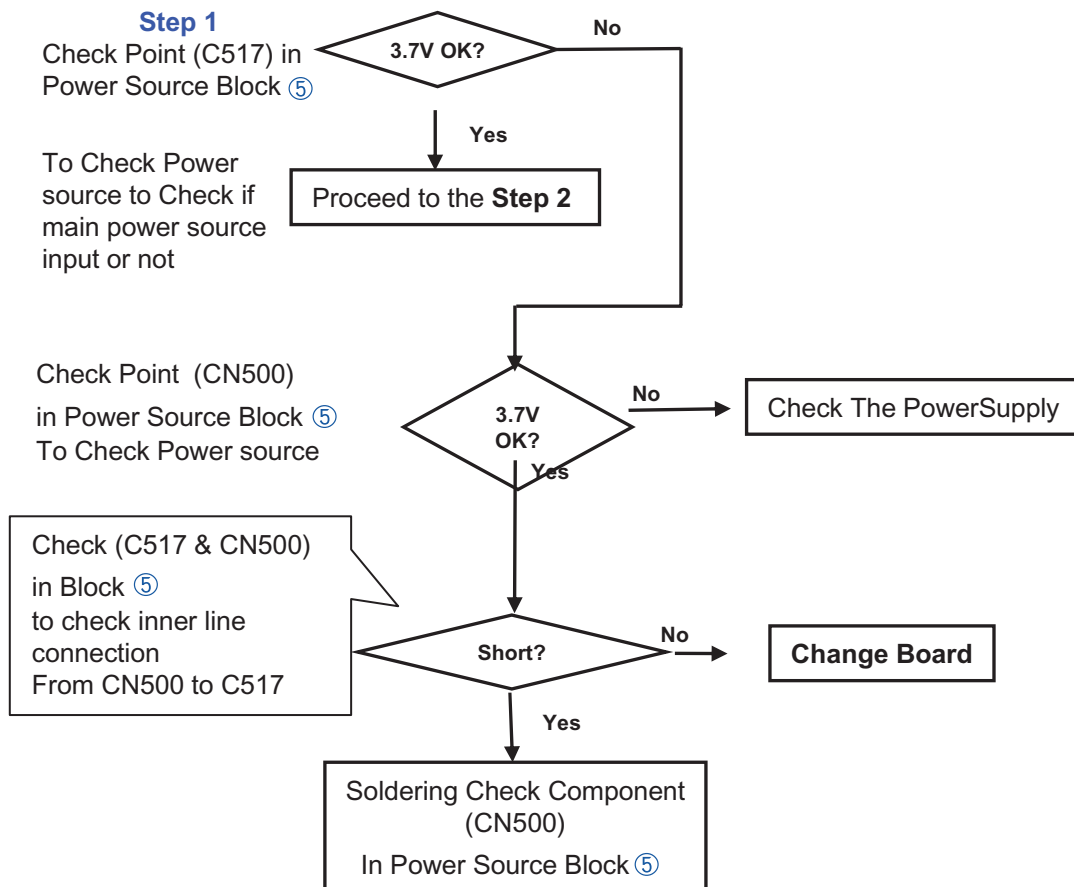 Step 1
Check Point (C517) in
Power Source Block ⑤
3.7V OK?
No
Yes
To Check Power
source to Check if
main power source
input or not
Proceed to the Step 2
Check Point (CN500)
in Power Source Block ⑤
To Check Power source
3.7V
OK?
No
Check The PowerSupply
Yes
Check (C517 & CN500)
in Block ⑤
to check inner line
connection
From CN500 to C517
Short?
No
Change Board
Yes
Soldering Check Component
(CN500)
In Power Source Block ⑤